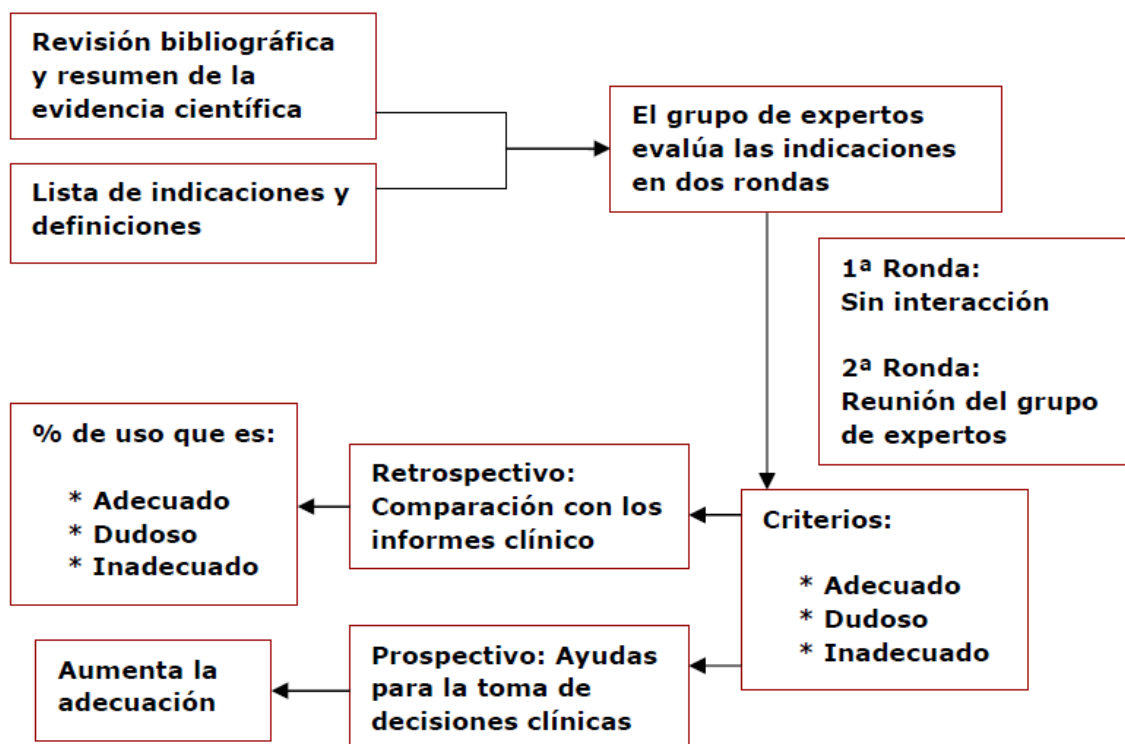 Revisión bibliográfica
y resumen de la
evidencia científica
Lista de indicaciones y
definiciones
El grupo de expertos
evalúa las indicaciones
en dos rondas
1ª Ronda:
Sin interacción
2ª Ronda:
Reunión del grupo
de expertos
% de uso que es:
* Adecuado
* Dudoso
* Inadecuado
Retrospectivo:
Comparación con los
informes clínico
Criterios:
* Adecuado
* Dudoso
* Inadecuado
Aumenta la
adecuación
Prospectivo: Ayudas
para la toma de
decisiones clínicas